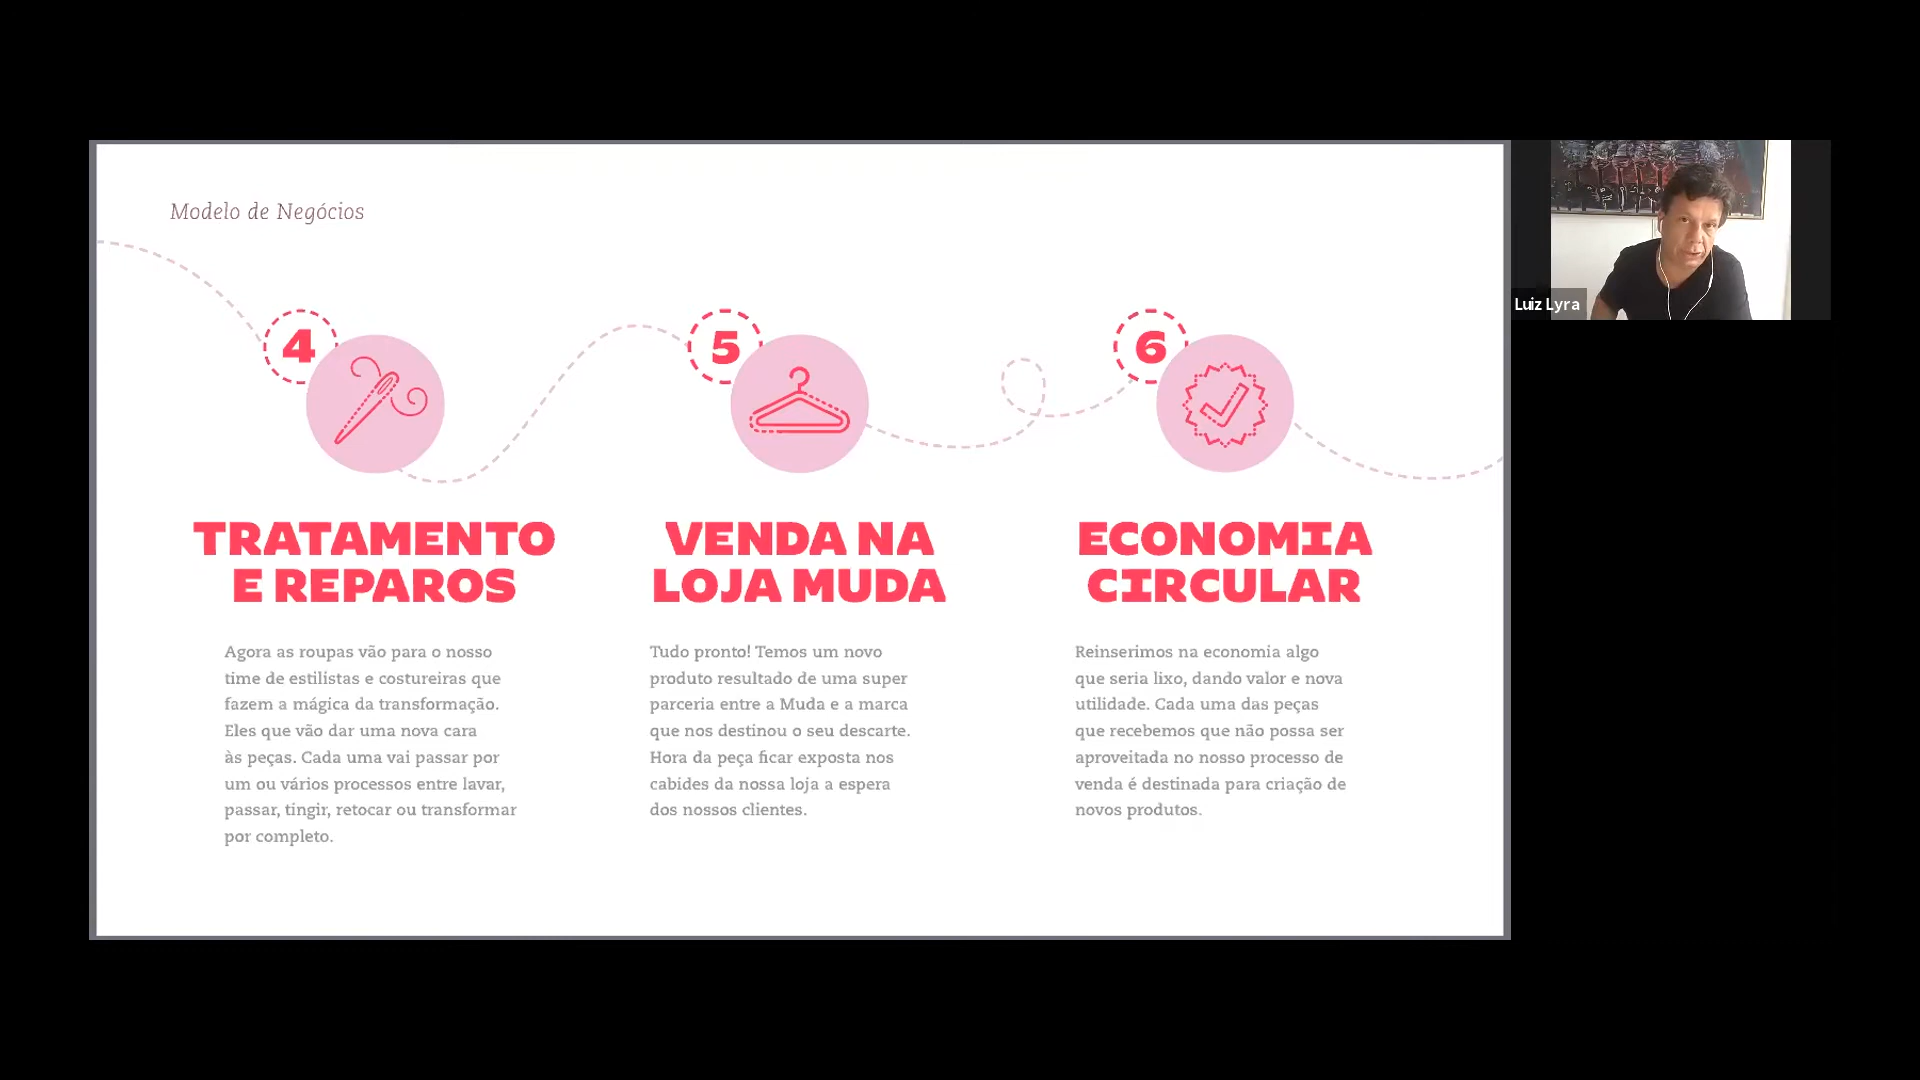 Modelo de Negócios
4
TRATAMENTO
E REPAROS
Agora as roupas vão para o nosso
time de estilistas e costureiras que
fazem a mágica da transformação.
Eles que vão dar uma nova cara
às peças. Cada uma vai passar por
um ou vários processos entre lavar,
passar, tingir, retocar ou transformar
por completo.
5
VENDA NA
LOJA MUDA
Tudo pronto! Temos um novo
produto resultado de uma super
parceria entre a Muda e a marca
que nos destinou o seu descarte.
Hora da peça ficar exposta nos
cabides da nossa loja a espera
dos nossos clientes.
6
ECONOMIA
CIRCULAR
Reinserimos na economia algo
que seria lixo, dando valor e nova
utilidade. Cada uma das peças
que recebemos que não possa ser
aproveitada no nosso processo de
venda é destinada para criação de
novos produtos.
Luiz Lyra